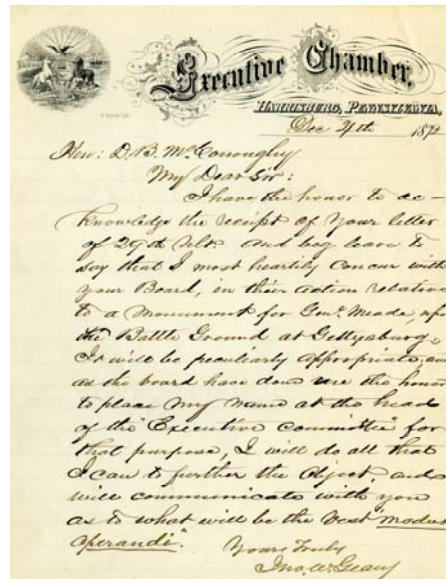 Executive Chamber,
HARRISBURG, PENNSYLVANIA,
Dec 4th 187
Hon: D. B. McConoughy
My Dear Sir:
I have the honor to ac-
knowledge the receipt of your letter
of 29th Ulto. and beg leave to
say that I most heartily concur with
your Board, in their action relative
to a Monument for Genl. Meade, upon
the Battle Ground at Gettysburg.
It will be peculiarly appropriate, and
as the board have done me the honor
to place my name at the head
of the "Executive Committee" for
that purpose, I will do all that
I can to further the object, and
will communicate with you
as to what will be the best "modus
operandi".
Yours Truly
Jno. W. Geary